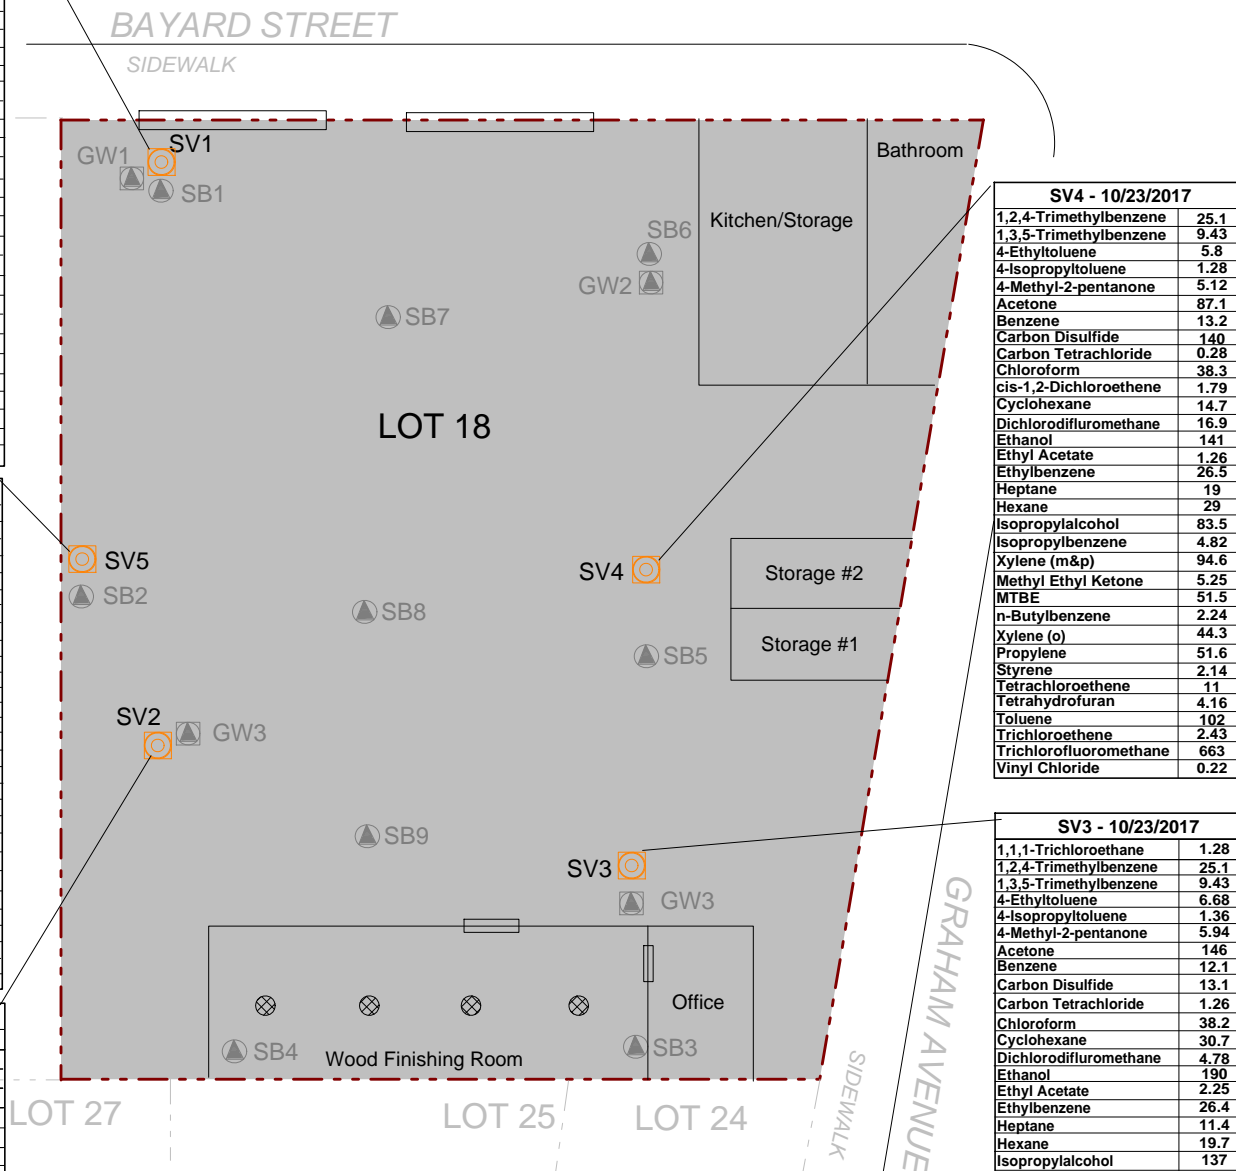 BAYARD STREET
SIDEWALK
SV1
GW1
SB1
Bathroom
Kitchen/Storage
SB6
GW2
SB7
LOT 18
SV5
SB2
SV4
Storage #2
SB8
Storage #1
SB5
SV2
GW3
SB9
SV3
GW3
Office
SB4
Wood Finishing Room
SB3
LOT 27
LOT 25
LOT 24
SIDEWALK
GRAHAM AVENUE
SV4 - 10/23/2017
1,2,4-Trimethylbenzene 25.1
1,3,5-Trimethylbenzene 9.43
4-Ethyltoluene 5.8
4-Isopropyltoluene 1.28
4-Methyl-2-pentanone 5.12
Acetone 87.1
Benzene 13.2
Carbon Disulfide 140
Carbon Tetrachloride 0.28
Chloroform 38.3
cis-1,2-Dichloroethene 1.79
Cyclohexane 14.7
Dichlorodifluromethane 16.9
Ethanol 141
Ethyl Acetate 1.26
Ethylbenzene 26.5
Heptane 19
Hexane 29
Isopropylalcohol 83.5
Isopropylbenzene 4.82
Xylene (m&p) 94.6
Methyl Ethyl Ketone 5.25
MTBE 51.5
n-Butylbenzene 2.24
Xylene (o) 44.3
Propylene 51.6
Styrene 2.14
Tetrachloroethene 11
Tetrahydrofuran 4.16
Toluene 102
Trichloroethene 2.43
Trichlorofluoromethane 663
Vinyl Chloride 0.22
SV3 - 10/23/2017
1,1,1-Trichloroethane 1.28
1,2,4-Trimethylbenzene 25.1
1,3,5-Trimethylbenzene 9.43
4-Ethyltoluene 6.68
4-Isopropyltoluene 1.36
4-Methyl-2-pentanone 5.94
Acetone 146
Benzene 12.1
Carbon Disulfide 13.1
Carbon Tetrachloride 1.26
Chloroform 38.2
Cyclohexane 30.7
Dichlorodifluromethane 4.78
Ethanol 190
Ethyl Acetate 2.25
Ethylbenzene 26.4
Heptane 11.4
Hexane 19.7
Isopropylalcohol 137